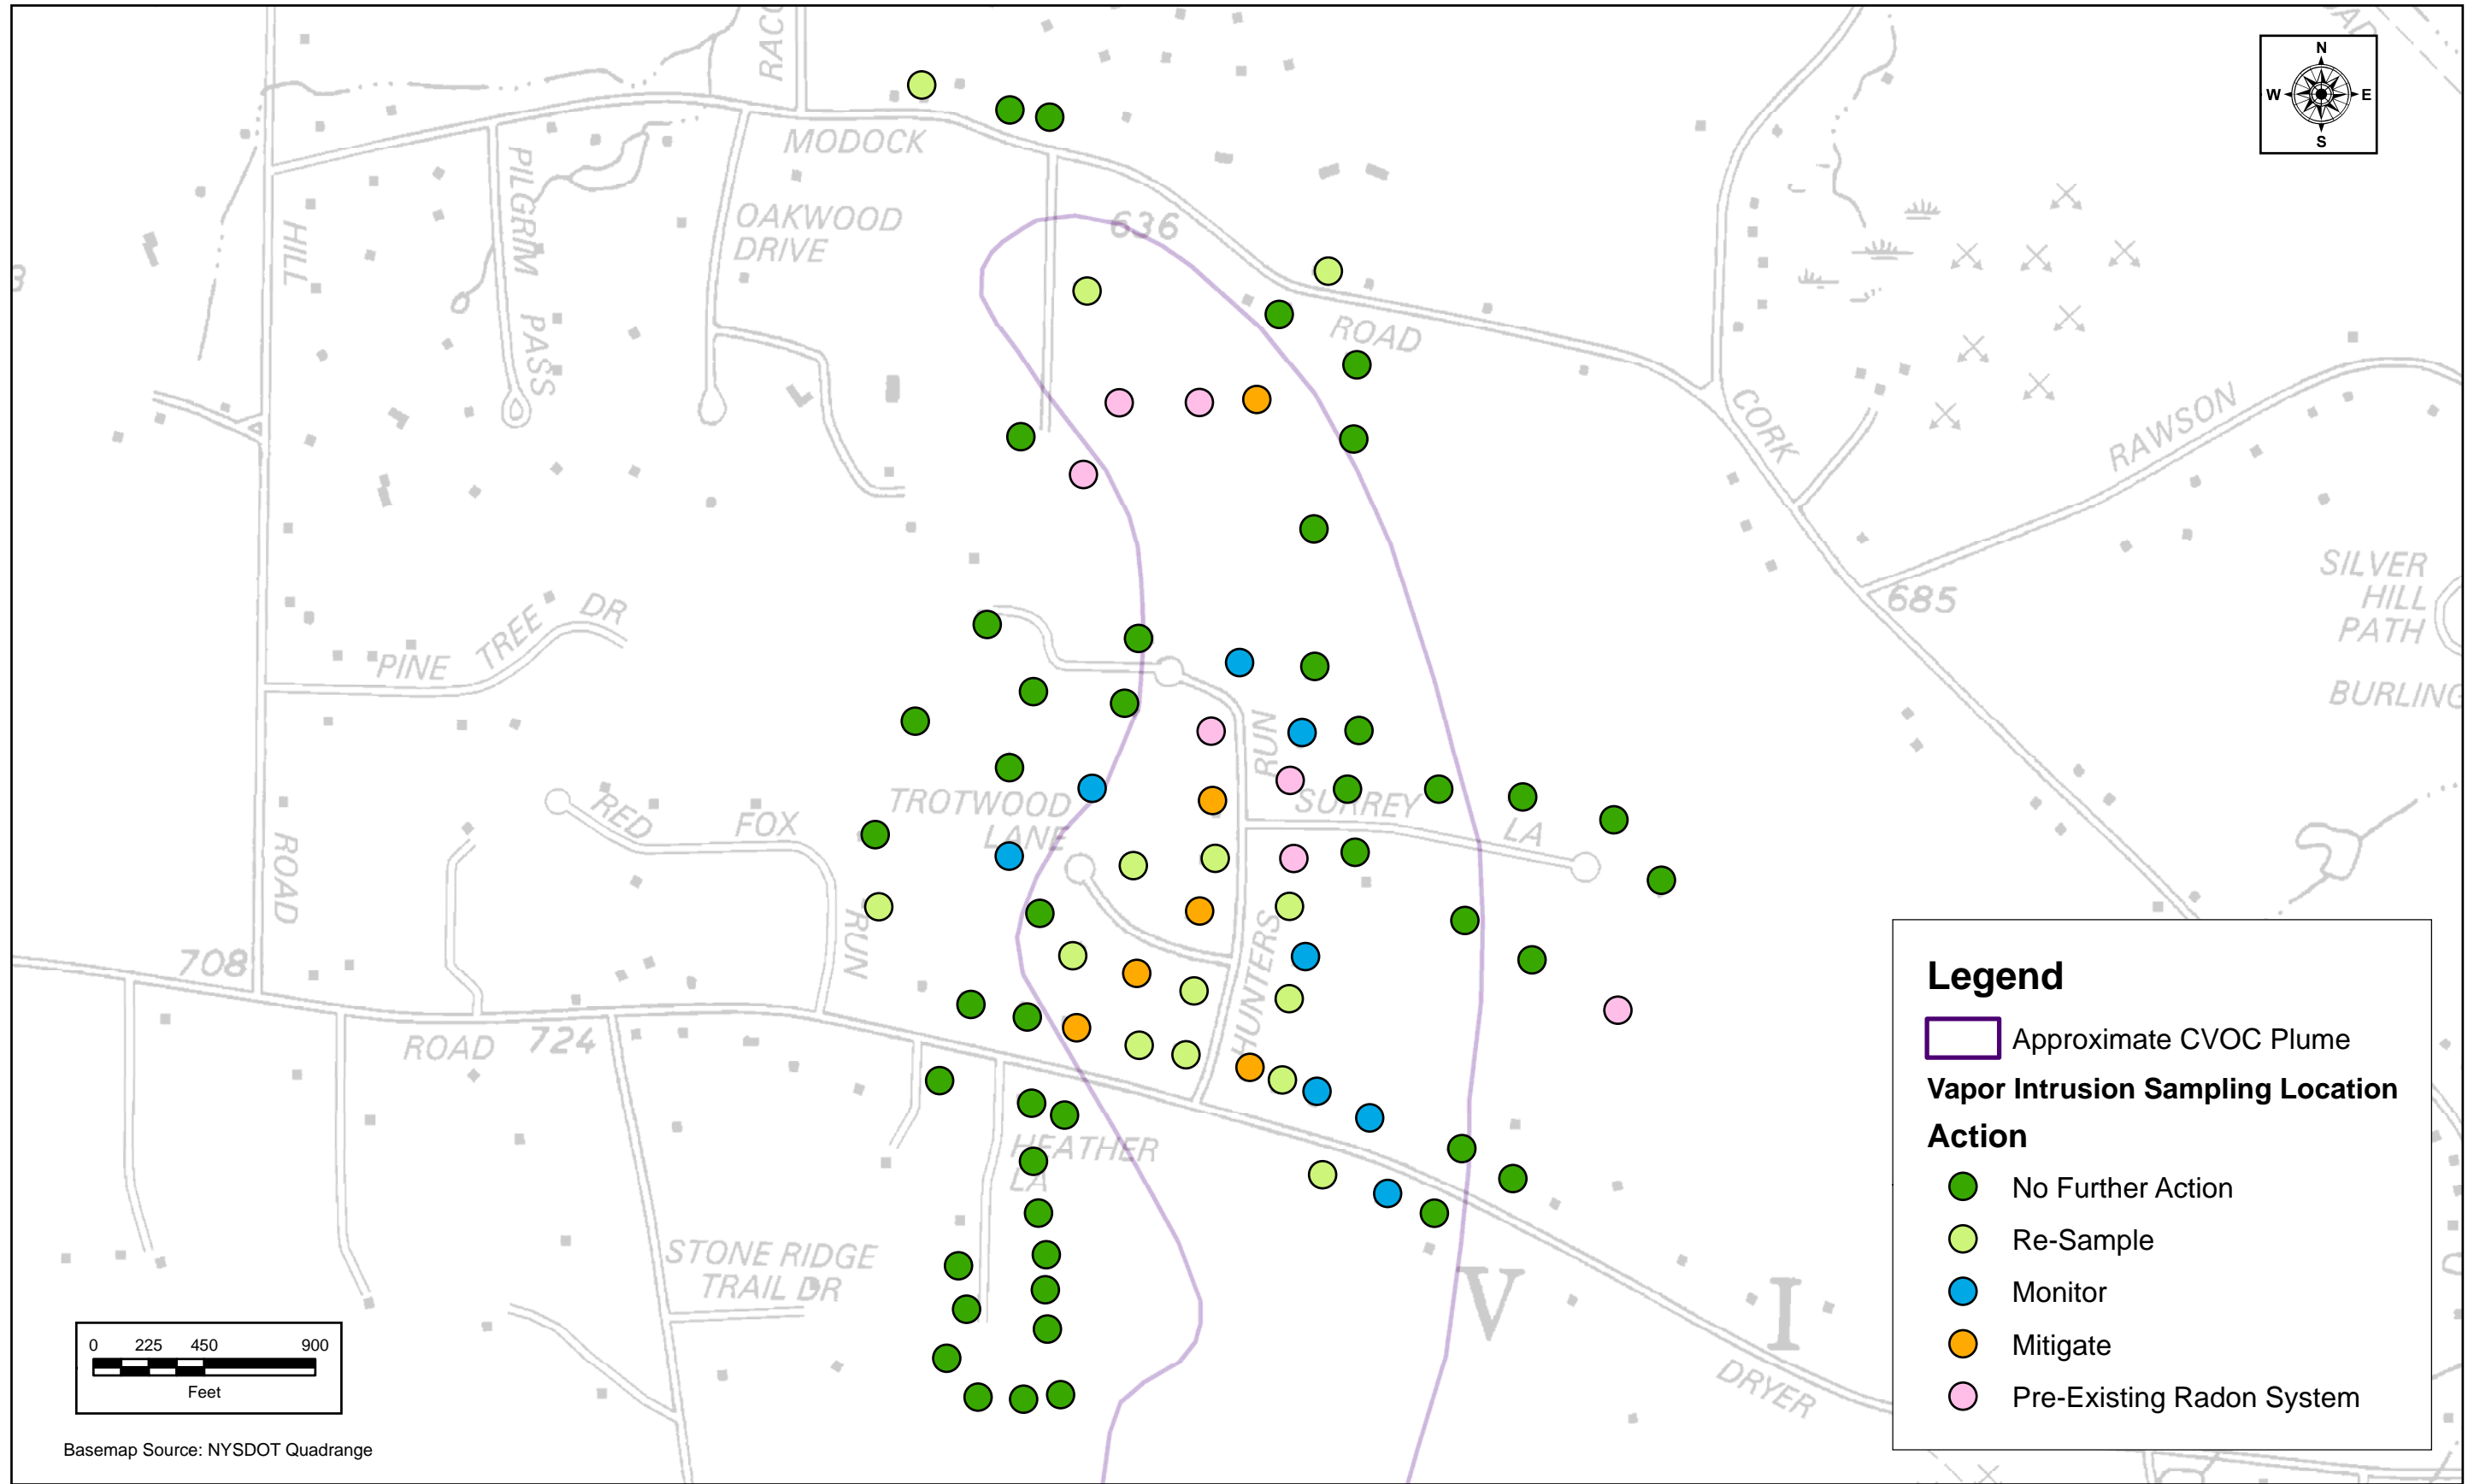 MODOCK
OAKWOOD
DRIVE
HILL
PILGRIM PASS
636
ROAD
CORK
RAWSON
685
SILVER
HILL
PATH
PINE TREE DR
RUN
TROTWOOD
LANE
SURREY LA
RED FOX
RUN
ROAD
HUNTERS
708
ROAD 724
HEATHER
LA
STONE RIDGE
TRAIL DR
V I
DRYER
N
W E
S
Legend
Approximate CVOC Plume
Vapor Intrusion Sampling Location
Action
No Further Action
Re-Sample
Monitor
Mitigate
Pre-Existing Radon System
0 225 450 900
Feet
Basemap Source: NYSDOT Quadrange